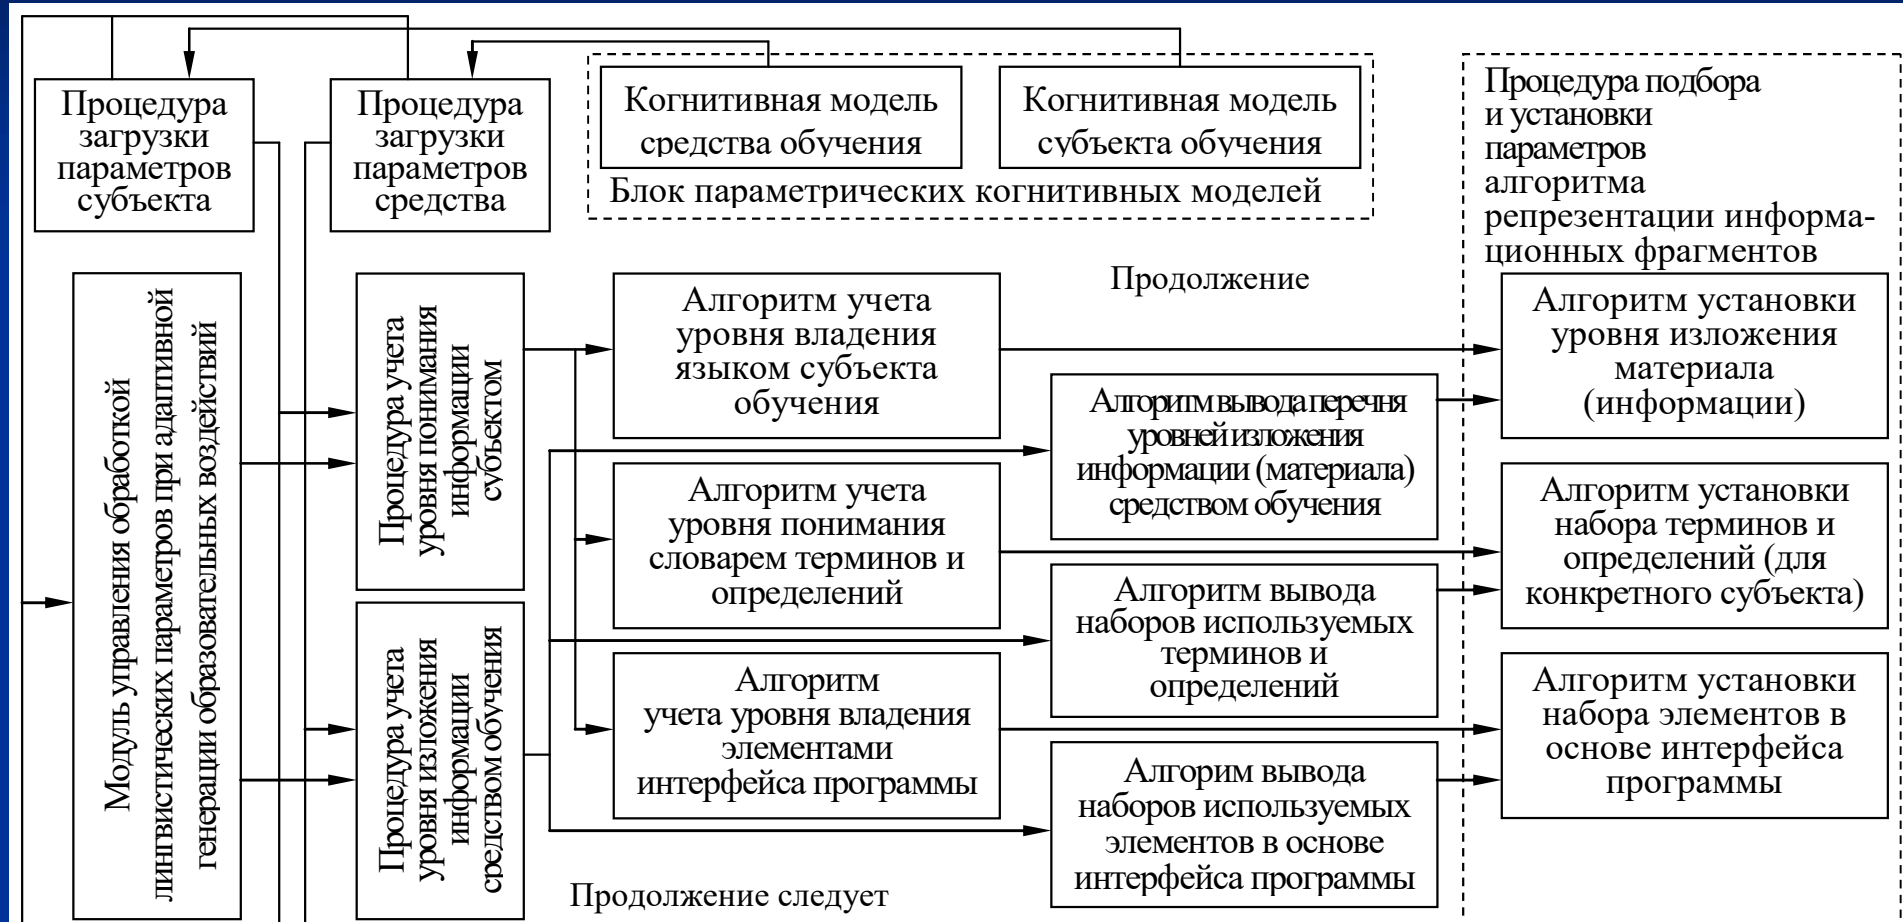 Процедура
загрузки
параметров
субъекта
Процедура
загрузки
параметров
средства
Когнитивная модель
средства обучения
Когнитивная модель
субъекта обучения
Блок параметрических когнитивных моделей
Процедура подбора
и установки
параметров
алгоритма
репрезентации информа-
ционных фрагментов
Продолжение
Модуль управления обработкой
лингвистических параметров при адаптивной
генерации образовательных воздействий
Процедура учета
уровня понимания
информации
субъектом
Процедура учета
уровня изложения
информации
средством обучения
Алгоритм учета
уровня владения
языком субъекта
обучения
Алгоритм учета
уровня понимания
словарем терминов и
определений
Алгоритм
учета уровня владения
элементами
интерфейса программы
Алгоритм вывода перечня
уровней изложения
информации (материала)
средством обучения
Алгоритм вывода
наборов используемых
терминов и
определений
Алгорим вывода
наборов используемых
элементов в основе
интерфейса программы
Алгоритм установки
уровня изложения
материала
(информации)
Алгоритм установки
набора терминов и
определений (для
конкретного субъекта)
Алгоритм установки
набора элементов в
основе интерфейса
программы
Продолжение следует